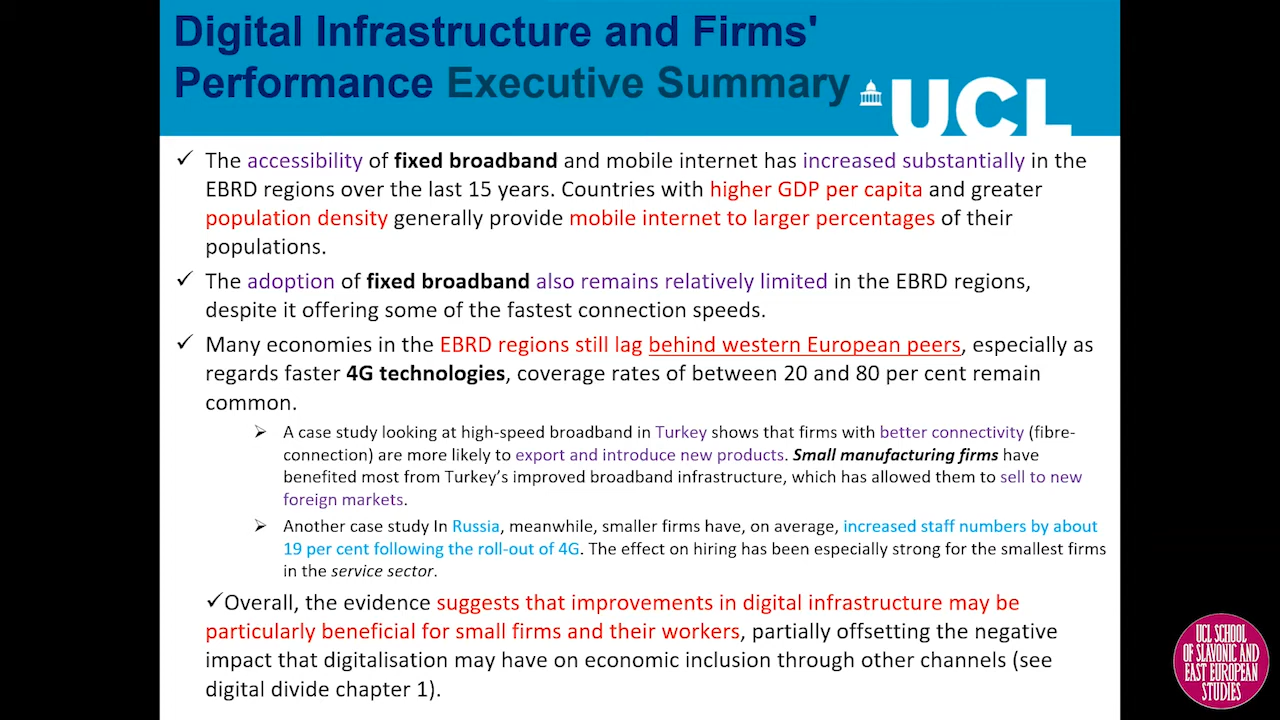 Digital Infrastructure and Firms'
Performance Executive Summary
UCL
✓ The accessibility of fixed broadband and mobile internet has increased substantially in the
EBRD regions over the last 15 years. Countries with higher GDP per capita and greater
population density generally provide mobile internet to larger percentages of their
populations.
✓ The adoption of fixed broadband also remains relatively limited in the EBRD regions,
despite it offering some of the fastest connection speeds.
✓ Many economies in the EBRD regions still lag behind western European peers, especially as
regards faster 4G technologies, coverage rates of between 20 and 80 per cent remain
common.
➢ A case study looking at high-speed broadband in Turkey shows that firms with better connectivity (fibre-
connection) are more likely to export and introduce new products. Small manufacturing firms have
benefited most from Turkey’s improved broadband infrastructure, which has allowed them to sell to new
foreign markets.
➢ Another case study In Russia, meanwhile, smaller firms have, on average, increased staff numbers by about
19 per cent following the roll-out of 4G. The effect on hiring has been especially strong for the smallest firms
in the service sector.
✓Overall, the evidence suggests that improvements in digital infrastructure may be
particularly beneficial for small firms and their workers, partially offsetting the negative
impact that digitalisation may have on economic inclusion through other channels (see
digital divide chapter 1).
UCL SCHOOL
OF SLAVONIC AND
EAST EUROPEAN
STUDIES